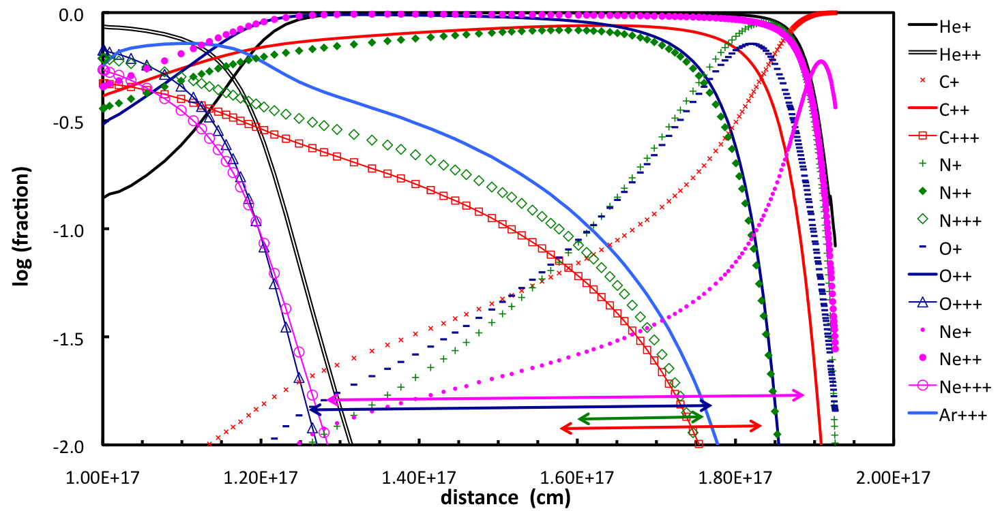 0.0
-0.5
-1.0
-1.5
-2.0
log (fraction)
1.00E+17
1.20E+17
1.40E+17
1.60E+17
1.80E+17
2.00E+17
distance (cm)
He+
He++
C+
C++
C+++
N+
N++
N+++
O+
O++
O+++
Ne+
Ne++
Ne+++
Ar+++